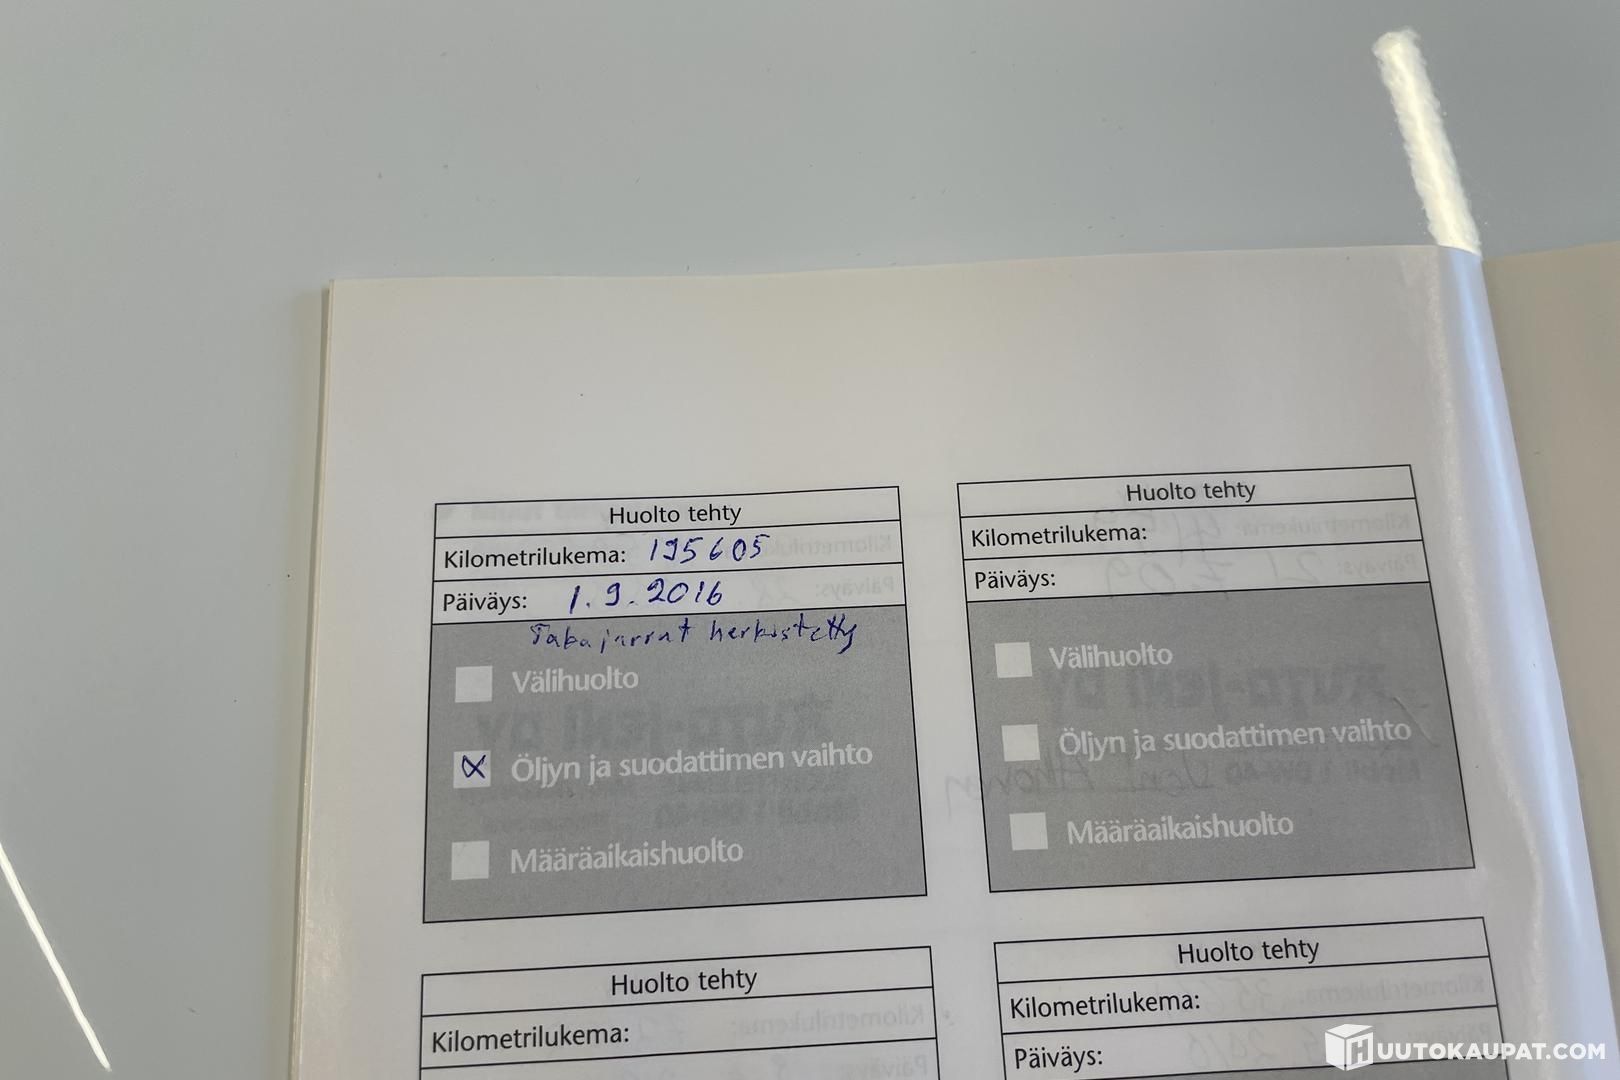 Huolto tehty
Kilometrilukema: 195605
Päiväys: 1.9.2016
Takajarrut herkistetty
Välihuolto
Öljyn ja suodattimen vaihto
Määräaikaishuolto
Huolto tehty
Kilometrilukema:
Päiväys:
Välihuolto
Öljyn ja suodattimen vaihto
Määräaikaishuolto
Huolto tehty
Kilometrilukema:
Huolto tehty
Kilometrilukema:
Päiväys:
HUUTOKAUPAT.COM